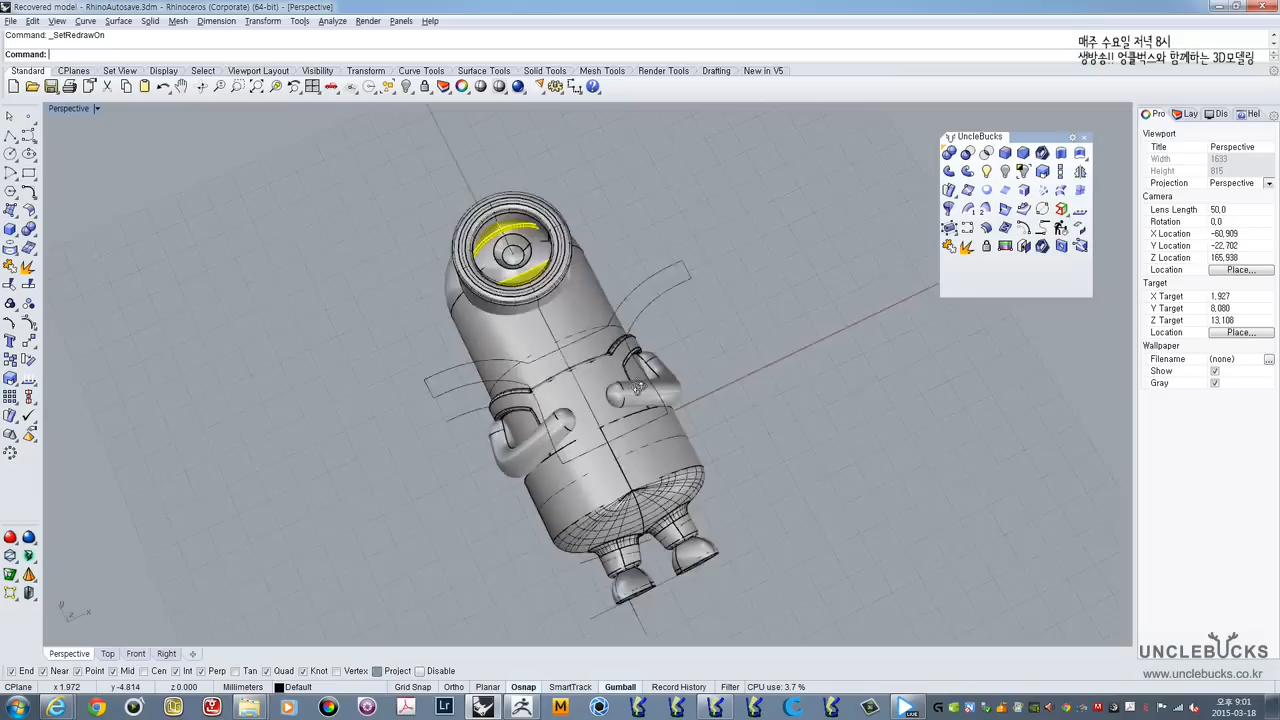 Recovered model - RhinoAutosave.3dm - Rhinoceros (Corporate) (64-bit) - [Perspective]
File Edit View Curve Surface Solid Mesh Dimension Transform Tools Analyze Render Panels Help
Command: _SetRedrawOn
Command:
매주 수요일 저녁 8시
생방송!! 엉클벅스와 함께하는 3D모델링
Standard CPlanes Set View Display Select Viewport Layout Visibility Transform Curve Tools Surface Tools Solid Tools Mesh Tools Render Tools Drafting New in V5
Perspective
UncleBucks
Pro Lay Dis Hel
Viewport
Title Perspective
Width 1633
Height 815
Projection Perspective
Camera
Lens Length 50,0
Rotation 0,0
X Location -60,909
Y Location -22,702
Z Location 165,938
Location Place...
Target
X Target 1,927
Y Target 8,080
Z Target 13,108
Location Place...
Wallpaper
Filename (none) ...
Show
Gray
Perspective Top Front Right
UNCLEBUCKS
www.unclebucks.co.kr
End Near Point Mid Cen Int Perp Tan Quad Knot Vertex Project Disable
CPlane x 1.972 y -4.814 z 0.000 Millimeters Default Grid Snap Ortho Planar Osnap SmartTrack Gumball Record History Filter CPU use: 3.7 %
오후 9:01
2015-03-18